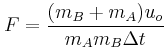 F = \frac{(m_B + m_A)u_o}{m_A m_B \Delta t}